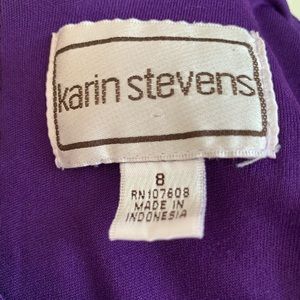 karin stevens
8
RN107608
MADE IN
INDONESIA